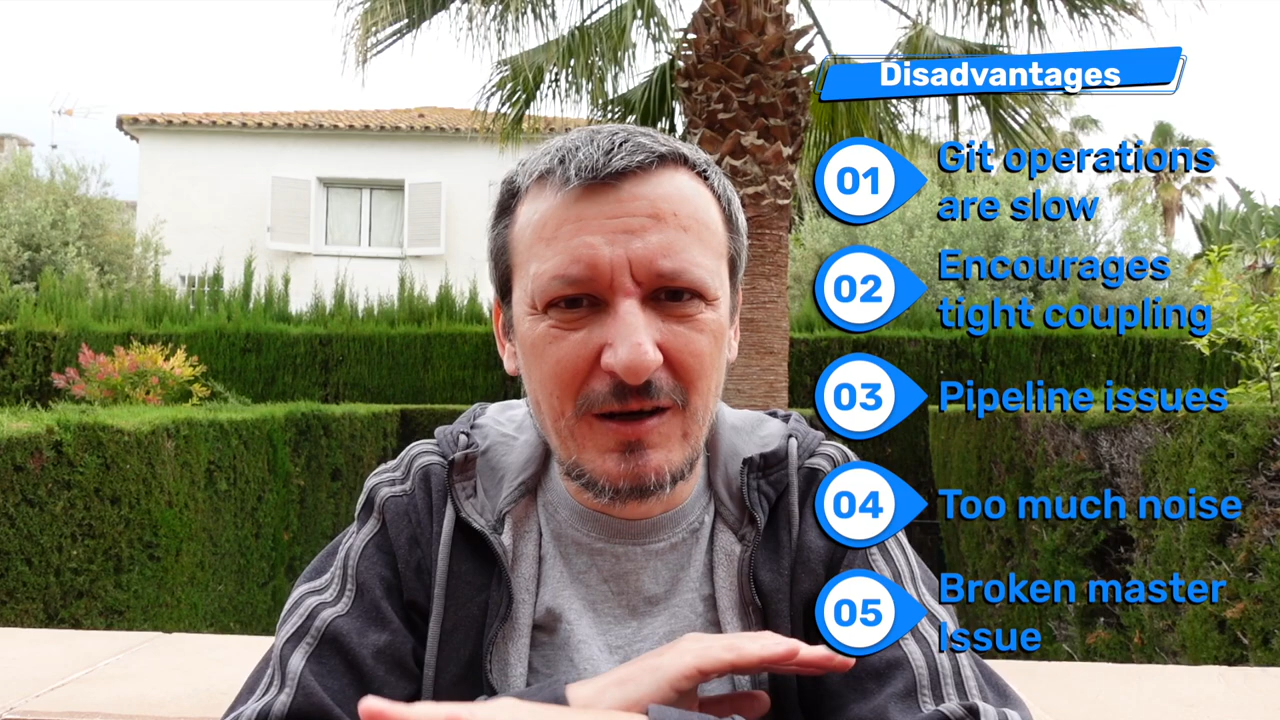 Disadvantages
01
Git operations
are slow
02
Encourages
tight coupling
03
Pipeline issues
04
Too much noise
05
Broken master
Issue